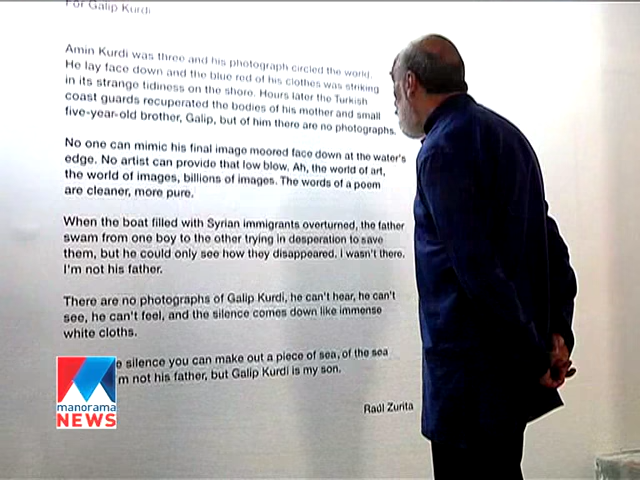 For Galip Kurdi
Amin Kurdi was three and his photograph circled the world.
He lay face down and the blue red of his clothes was striking
in its strange tidiness on the shore. Hours later the Turkish
coast guards recuperated the bodies of his mother and small
five-year-old brother, Galip, but of him there are no photographs.
No one can mimic his final image moored face down at the water's
edge. No artist can provide that low blow. Ah, the world of art,
the world of images, billions of images. The words of a poem
are cleaner, more pure.
When the boat filled with Syrian immigrants overturned, the father
swam from one boy to the other trying in desperation to save
them, but he could only see how they disappeared. I wasn't there.
I'm not his father.
There are no photographs of Galip Kurdi, he can't hear, he can't
see, he can't feel, and the silence comes down like immense
white cloths.
silence you can make out a piece of sea, of the sea
not his father, but Galip Kurdi is my son.
Raúl Zurita
manorama
NEWS